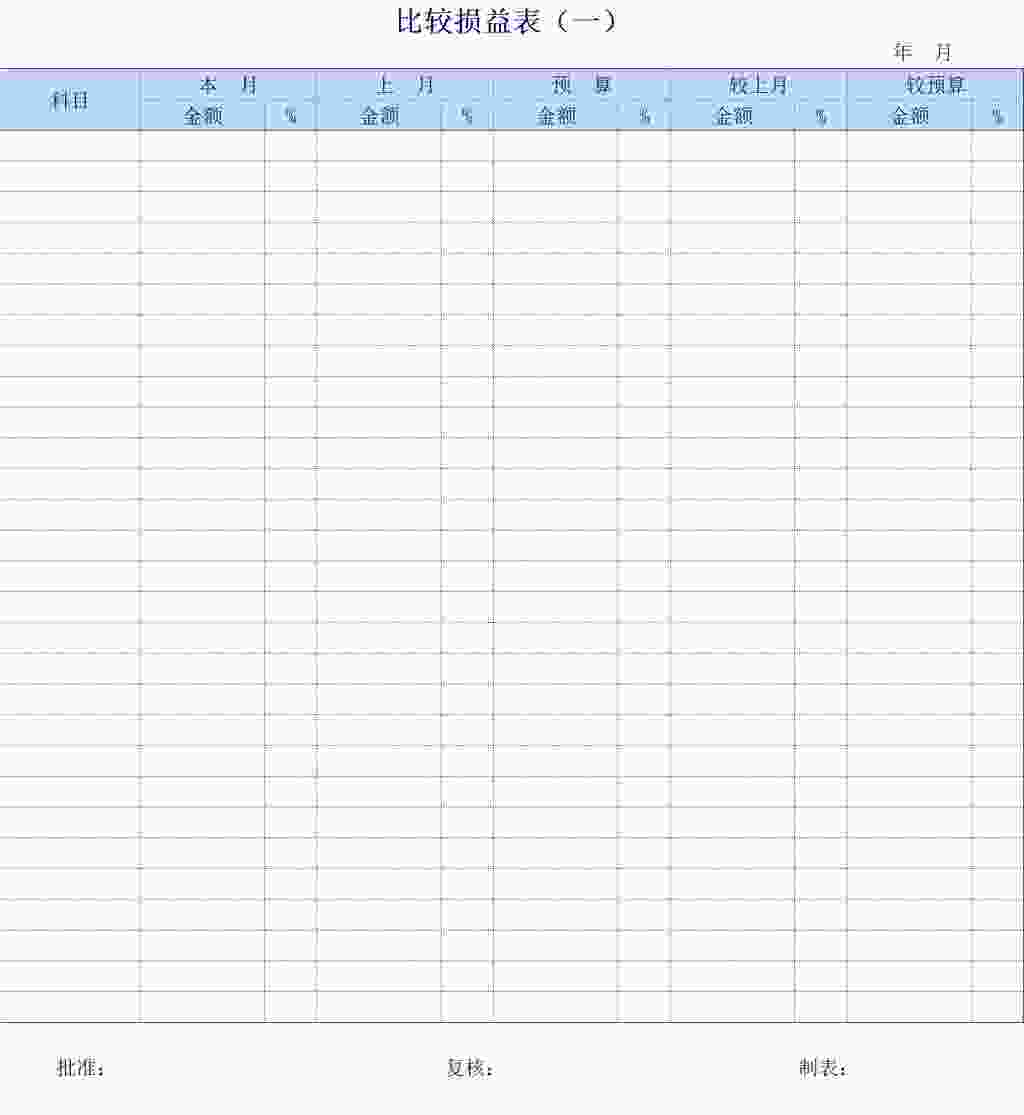 比较损益表（一）
年 月
科目 本 月 上 月 预 算 较上月 较预算
金额 % 金额 % 金额 % 金额 % 金额 %
批准： 复核： 制表：